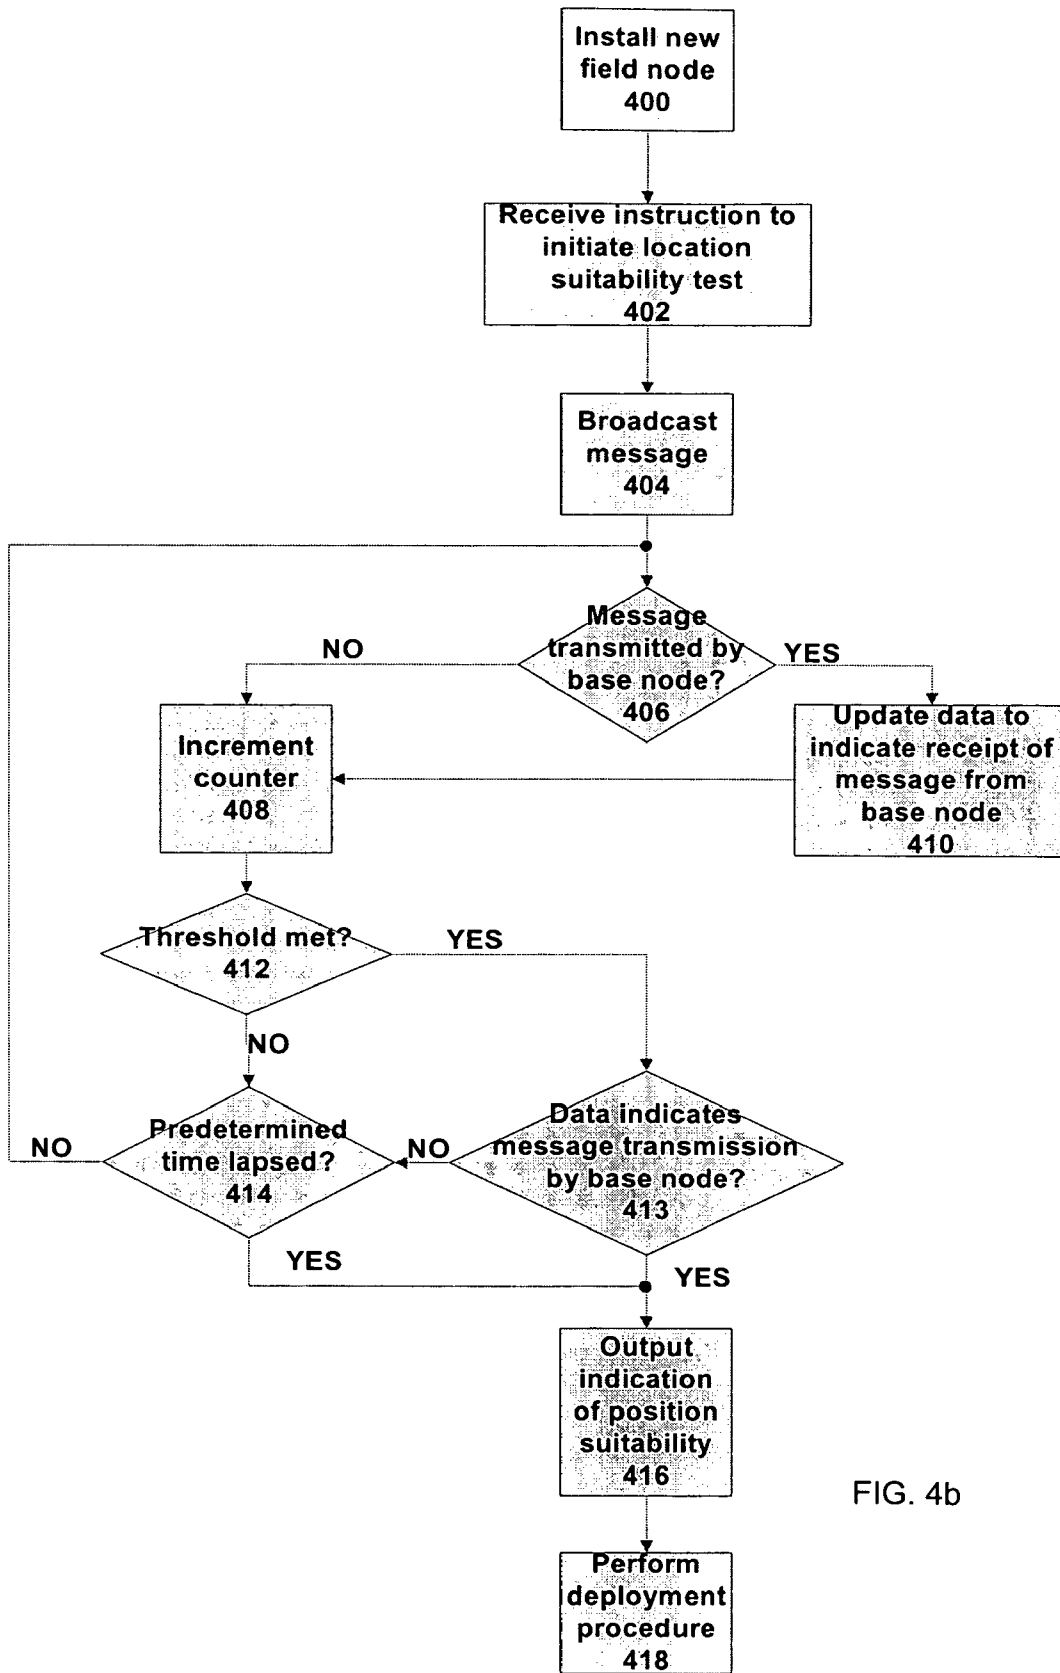 Install new
field node
400
Receive instruction to
initiate location
suitability test
402
Broadcast
message
404
Message
transmitted by
base node?
406
NO
YES
Increment
counter
408
Update data to
indicate receipt of
message from
base node
410
Threshold met?
412
YES
NO
Predetermined
time lapsed?
414
NO
NO
Data indicates
message transmission
by base node?
413
YES
YES
Output
indication
of position
suitability
416
FIG. 4b
Perform
deployment
procedure
418